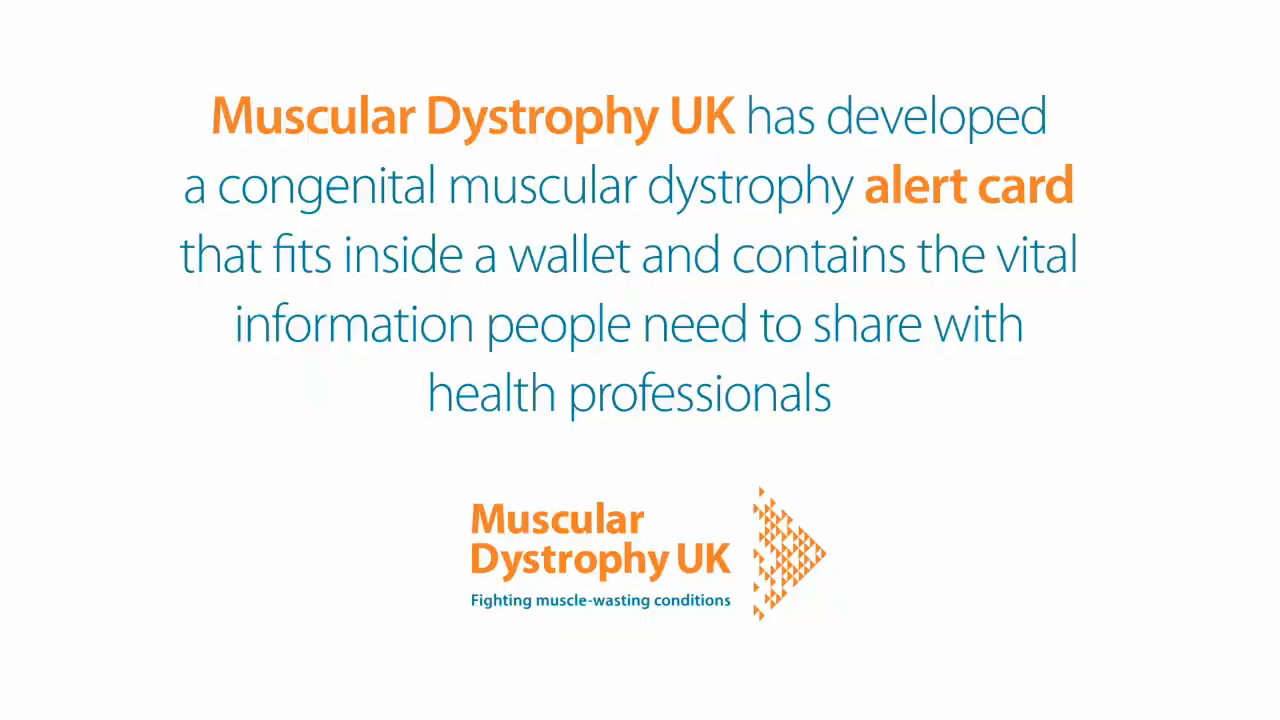 Muscular Dystrophy UK has developed
a congenital muscular dystrophy alert card
that fits inside a wallet and contains the vital
information people need to share with
health professionals
Muscular
Dystrophy UK
Fighting muscle-wasting conditions